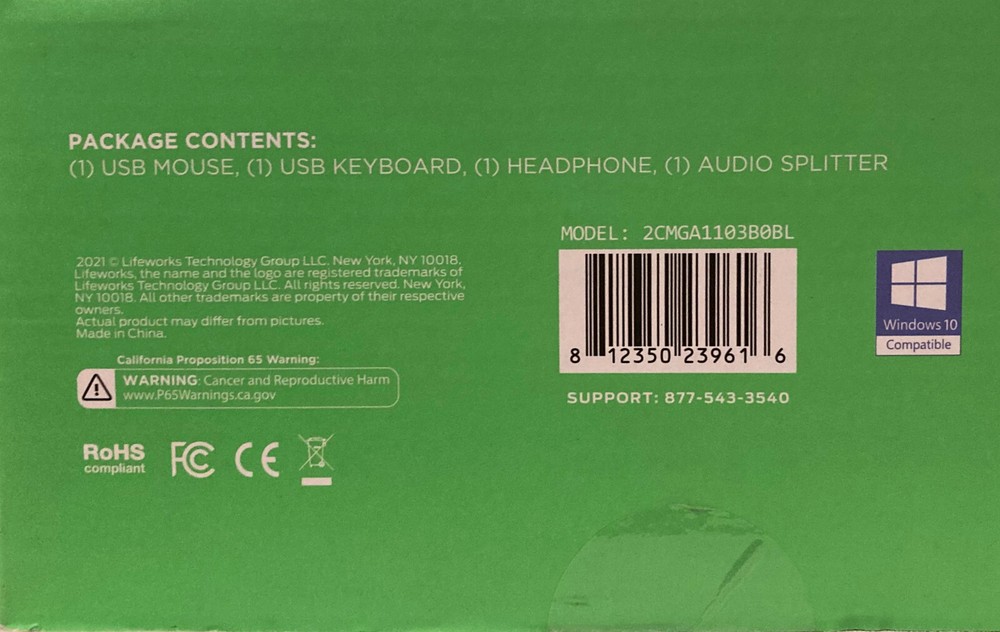 PACKAGE CONTENTS:
(1) USB MOUSE, (1) USB KEYBOARD, (1) HEADPHONE, (1) AUDIO SPLITTER
MODEL: 2CMGA1103B0BL
2021 © Lifeworks Technology Group LLC. New York, NY 10018.
Lifeworks, the name and the logo are registered trademarks of
Lifeworks Technology Group LLC. All rights reserved. New York,
NY 10018. All other trademarks are property of their respective
owners.
Actual product may differ from pictures.
Made in China.
8 12350 23961 6
Windows 10
Compatible
California Proposition 65 Warning:
WARNING: Cancer and Reproductive Harm
www.P65Warnings.ca.gov
SUPPORT: 877-543-3540
RoHS
compliant
FC CE